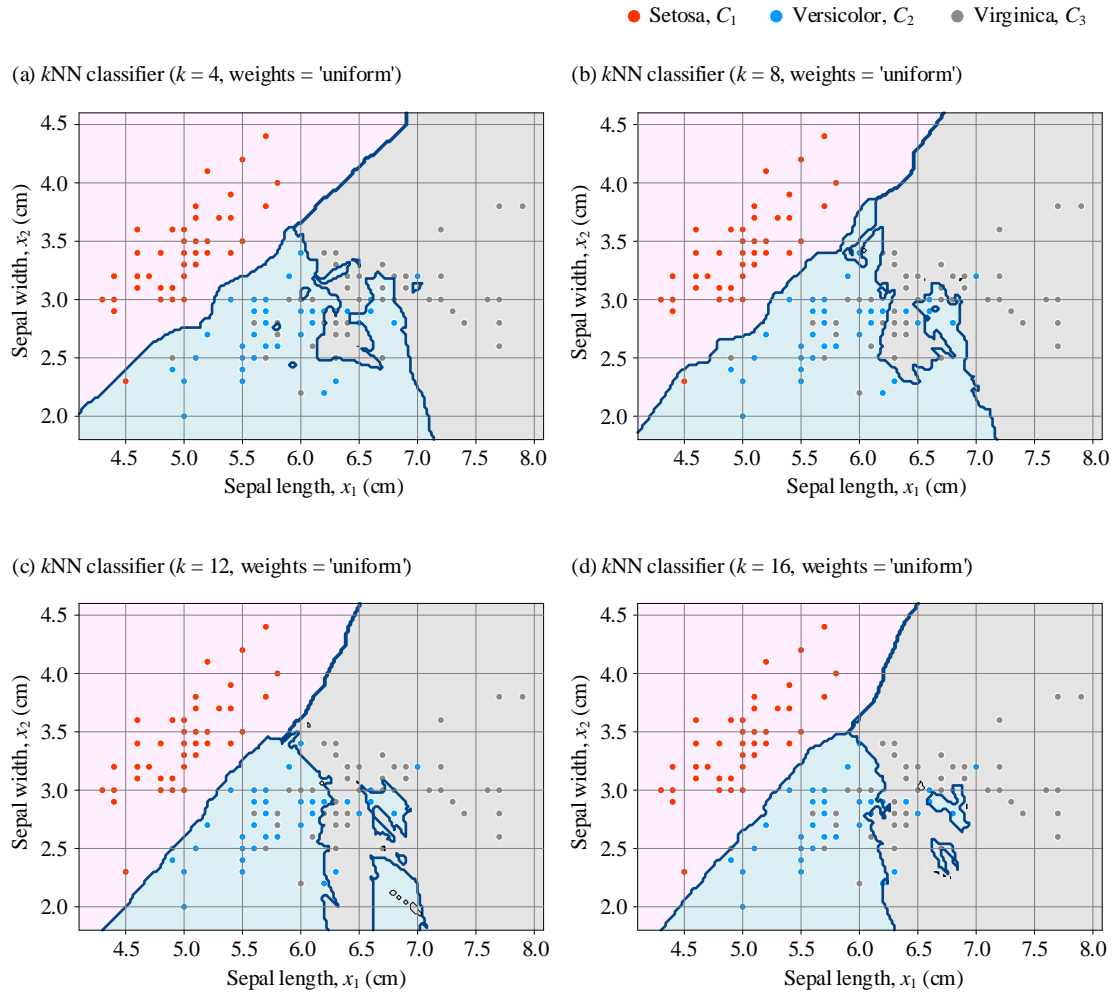 Setosa, C1 Versicolor, C2 Virginica, C3
(a) kNN classifier (k = 4, weights = 'uniform')
4.5
4.0
3.5
3.0
2.5
2.0
Sepal width, x2 (cm)
4.5 5.0 5.5 6.0 6.5 7.0 7.5 8.0
Sepal length, x1 (cm)
(b) kNN classifier (k = 8, weights = 'uniform')
4.5
4.0
3.5
3.0
2.5
2.0
Sepal width, x2 (cm)
4.5 5.0 5.5 6.0 6.5 7.0 7.5 8.0
Sepal length, x1 (cm)
(c) kNN classifier (k = 12, weights = 'uniform')
4.5
4.0
3.5
3.0
2.5
2.0
Sepal width, x2 (cm)
4.5 5.0 5.5 6.0 6.5 7.0 7.5 8.0
Sepal length, x1 (cm)
(d) kNN classifier (k = 16, weights = 'uniform')
4.5
4.0
3.5
3.0
2.5
2.0
Sepal width, x2 (cm)
4.5 5.0 5.5 6.0 6.5 7.0 7.5 8.0
Sepal length, x1 (cm)